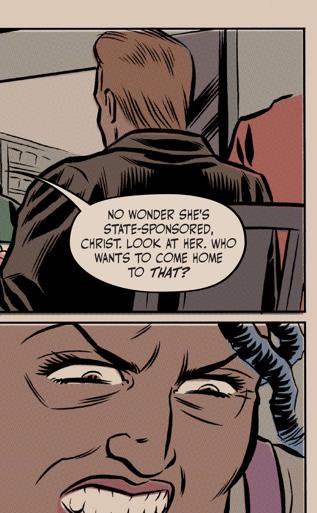 NO WONDER SHE'S
STATE-SPONSORED,
CHRIST. LOOK AT HER. WHO
WANTS TO COME HOME
TO THAT?